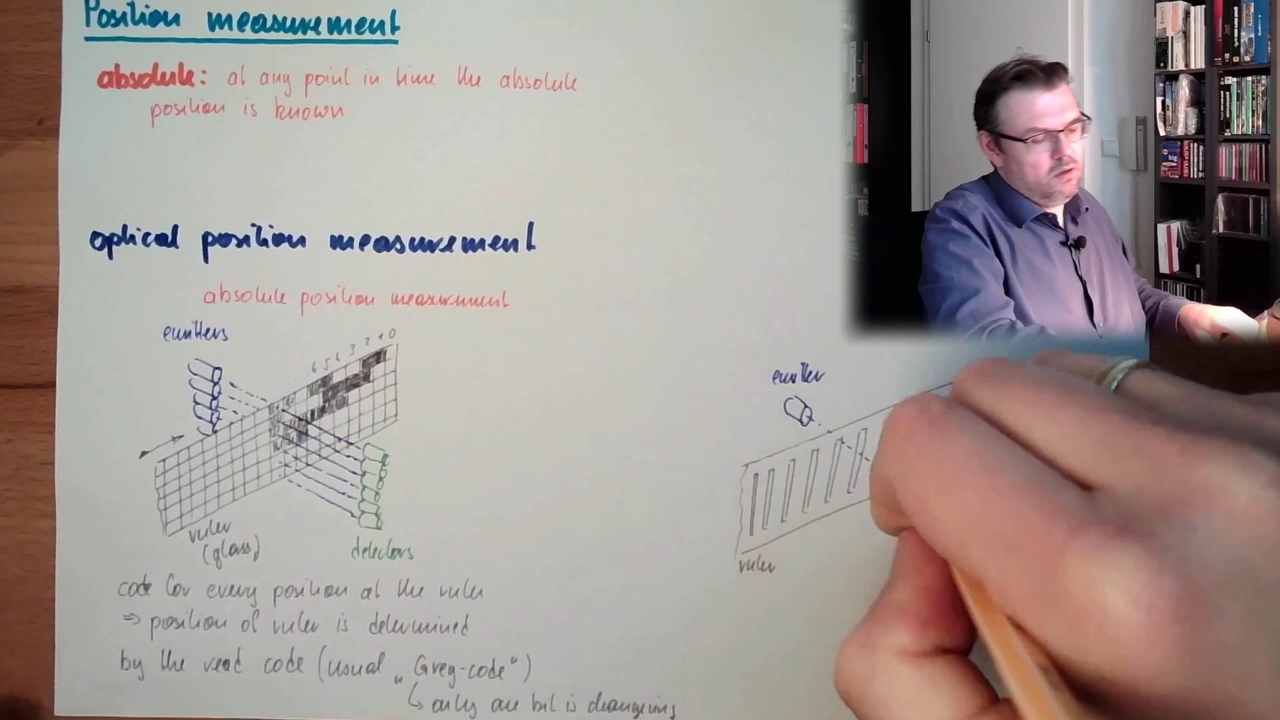 Position measurement
absolute: at any point in time the absolute
position is known
optical position measurement
absolute position measurement
emitters
6 5 4 3 2 1 0
ruler
(glass)
detectors
code for every position at the ruler
⇒ position of ruler is determined
by the read code (usual "Grey-code")
↳ only one bit is changeing
emitter
ruler